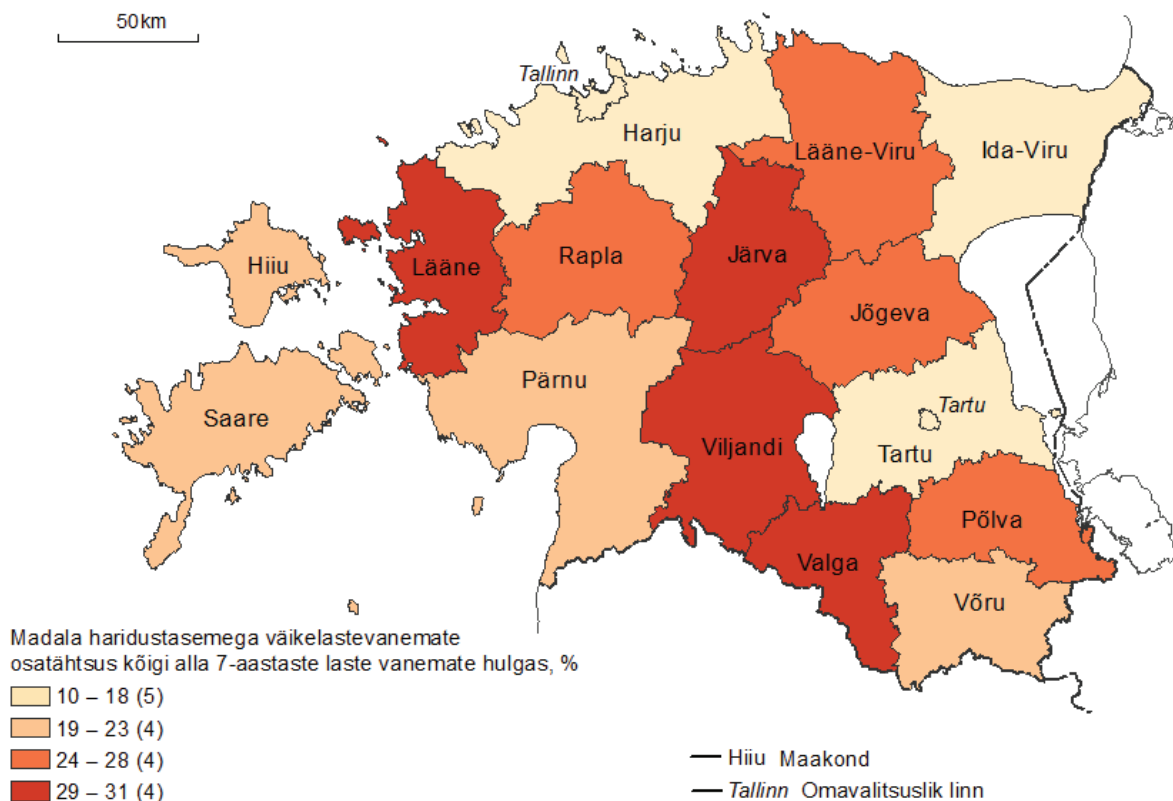 50km
Tallinn
Harju
Lääne-Viru
Ida-Viru
Hiiu
Lääne
Rapla
Järva
Jõgeva
Saare
Pärnu
Viljandi
Tartu
Tartu
Põlva
Valga
Võru
Madala haridustasemega väikelastevanemate
osatähtsus kõigi alla 7-aastaste laste vanemate hulgas, %
10 – 18 (5)
19 – 23 (4)
24 – 28 (4)
29 – 31 (4)
Hiiu Maakond
Tallinn Omavalitsuslik linn